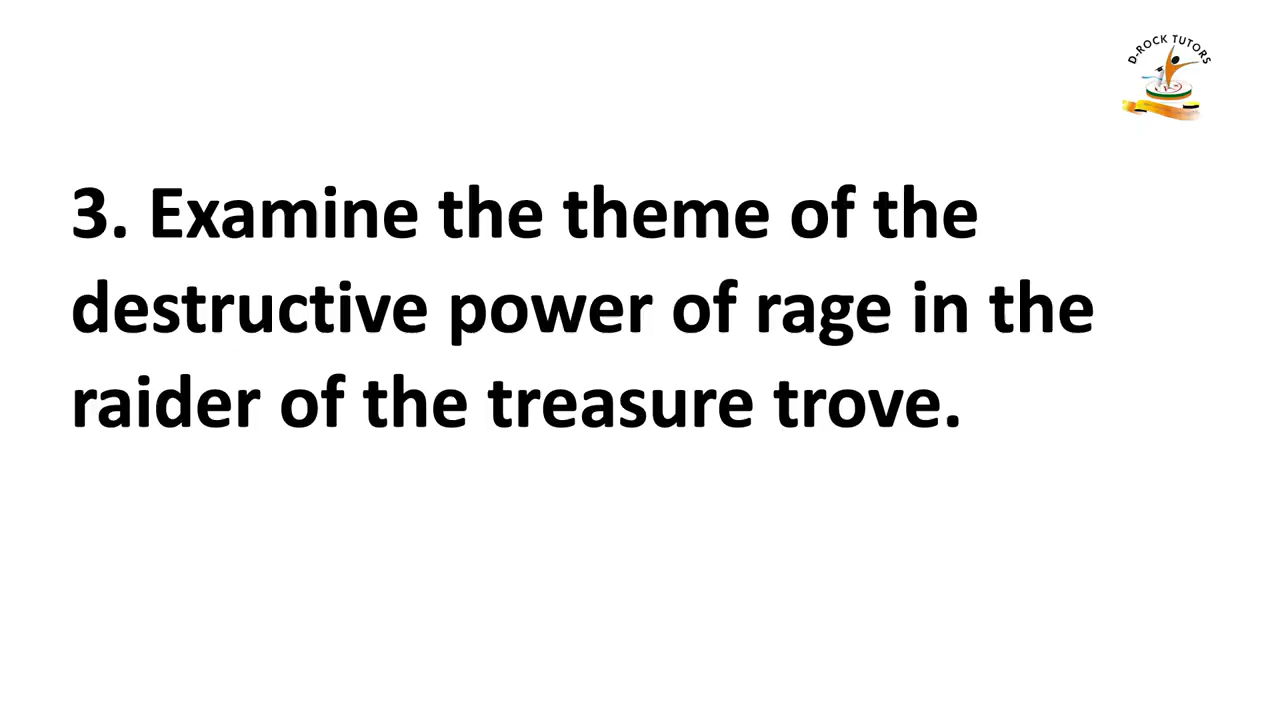 D-ROCK TUTORS
3. Examine the theme of the
destructive power of rage in the
raider of the treasure trove.